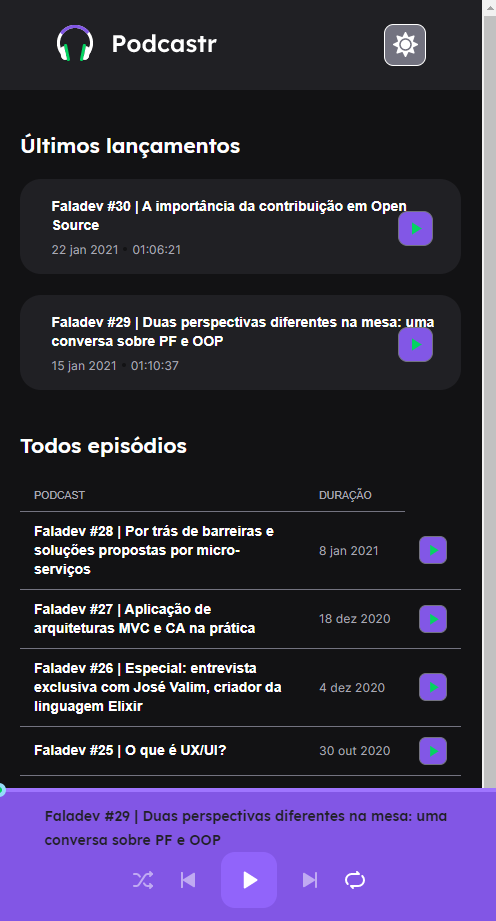 Podcastr
Últimos lançamentos
Faladev #30 | A importância da contribuição em Open
Source
22 jan 2021 • 01:06:21
Faladev #29 | Duas perspectivas diferentes na mesa: uma
conversa sobre PF e OOP
15 jan 2021 • 01:10:37
Todos episódios
PODCAST DURAÇÃO
Faladev #28 | Por trás de barreiras e
soluções propostas por micro-
serviços
8 jan 2021
Faladev #27 | Aplicação de
arquiteturas MVC e CA na prática
18 dez 2020
Faladev #26 | Especial: entrevista
exclusiva com José Valim, criador da
linguagem Elixir
4 dez 2020
Faladev #25 | O que é UX/UI?
30 out 2020
Faladev #29 | Duas perspectivas diferentes na mesa: uma
conversa sobre PF e OOP